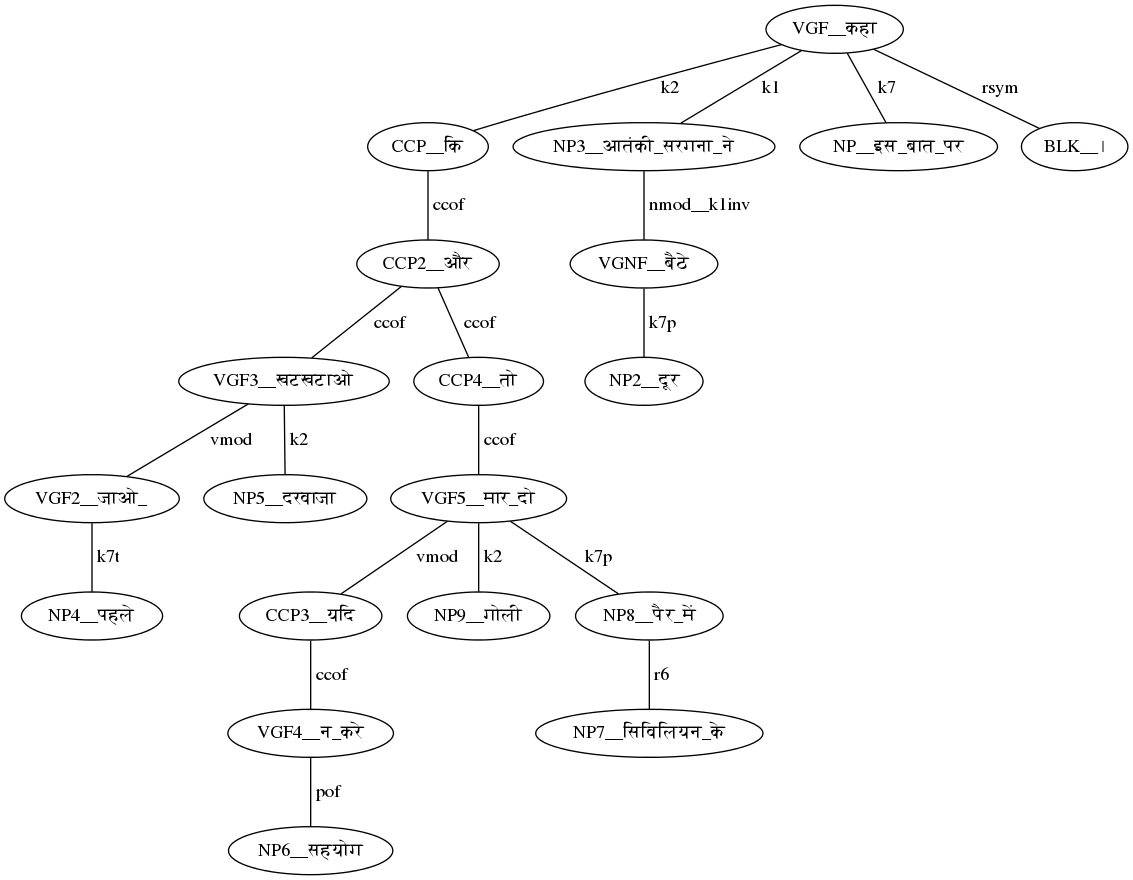 VGF__कहा
k2
k1
k7
rsym
CCP__कि
NP3__आतंकी_सरगना_ने
NP__इस_बात_पर
BLK__।
ccof
nmod__k1inv
CCP2__और
VGNF__बैठे
ccof
ccof
k7p
VGF3__खटखटाओ
CCP4__तो
NP2__दूर
vmod
k2
ccof
VGF2__जाओ_
NP5__दरवाजा
VGF5__मार_दो
k7t
vmod
k2
k7p
NP4__पहले
CCP3__यदि
NP9__गोली
NP8__पैर_में
ccof
r6
VGF4__न_करे
NP7__सिविलियन_के
pof
NP6__सहयोग